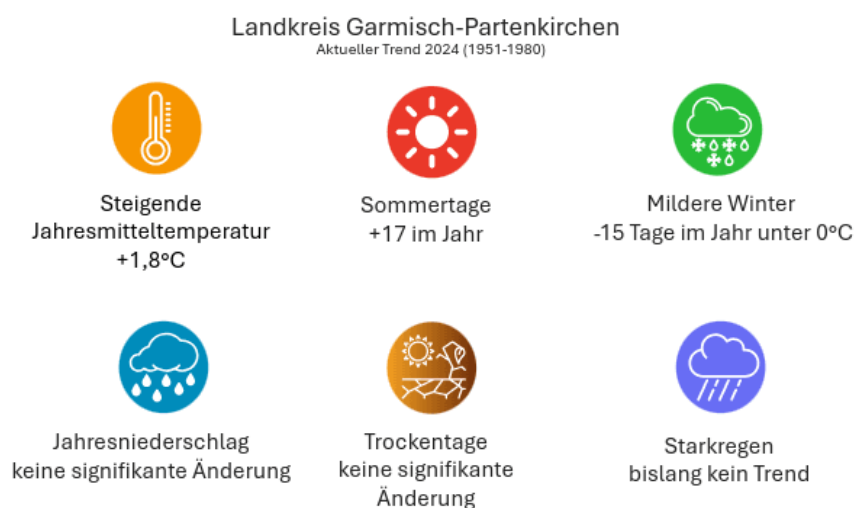 Landkreis Garmisch-Partenkirchen
Aktueller Trend 2024 (1951-1980)
Steigende
Jahresmitteltemperatur
+1,8°C
Sommertage
+17 im Jahr
Mildere Winter
-15 Tage im Jahr unter 0°C
Jahresniederschlag
keine signifikante Änderung
Trockentage
keine signifikante
Änderung
Starkregen
bislang kein Trend